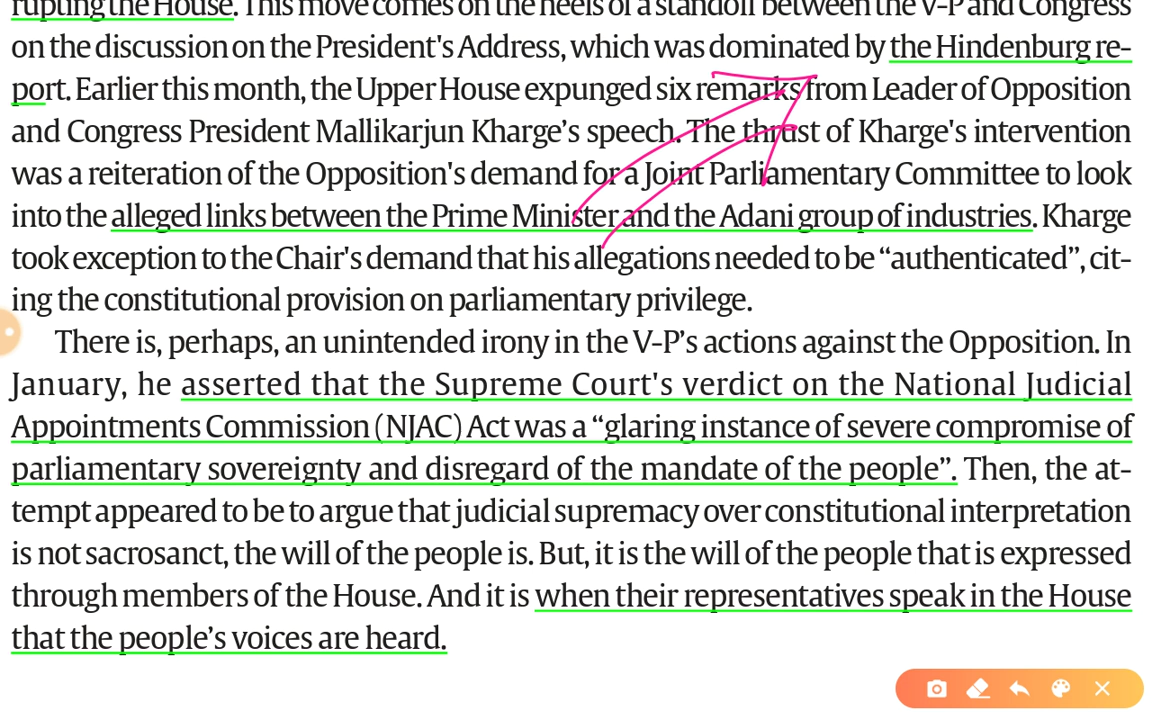 rupting the House. This move comes on the heels of a standoff between the V-P and Congress
on the discussion on the President's Address, which was dominated by the Hindenburg re-
port. Earlier this month, the Upper House expunged six remarks from Leader of Opposition
and Congress President Mallikarjun Kharge’s speech. The thrust of Kharge's intervention
was a reiteration of the Opposition's demand for a Joint Parliamentary Committee to look
into the alleged links between the Prime Minister and the Adani group of industries. Kharge
took exception to the Chair's demand that his allegations needed to be “authenticated”, cit-
ing the constitutional provision on parliamentary privilege.
There is, perhaps, an unintended irony in the V-P’s actions against the Opposition. In
January, he asserted that the Supreme Court's verdict on the National Judicial
Appointments Commission (NJAC) Act was a “glaring instance of severe compromise of
parliamentary sovereignty and disregard of the mandate of the people”. Then, the at-
tempt appeared to be to argue that judicial supremacy over constitutional interpretation
is not sacrosanct, the will of the people is. But, it is the will of the people that is expressed
through members of the House. And it is when their representatives speak in the House
that the people’s voices are heard.